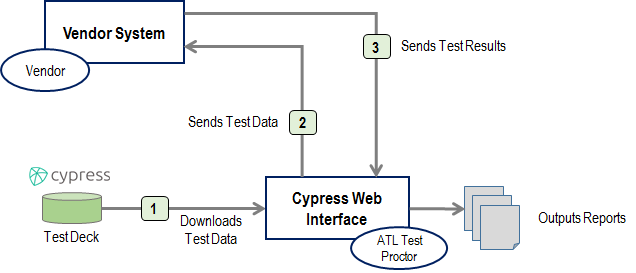 Vendor System
Vendor
3
Sends Test Results
Sends Test Data
2
cypress
1
Test Deck
Downloads
Test Data
Cypress Web
Interface
ATL Test
Proctor
Outputs Reports